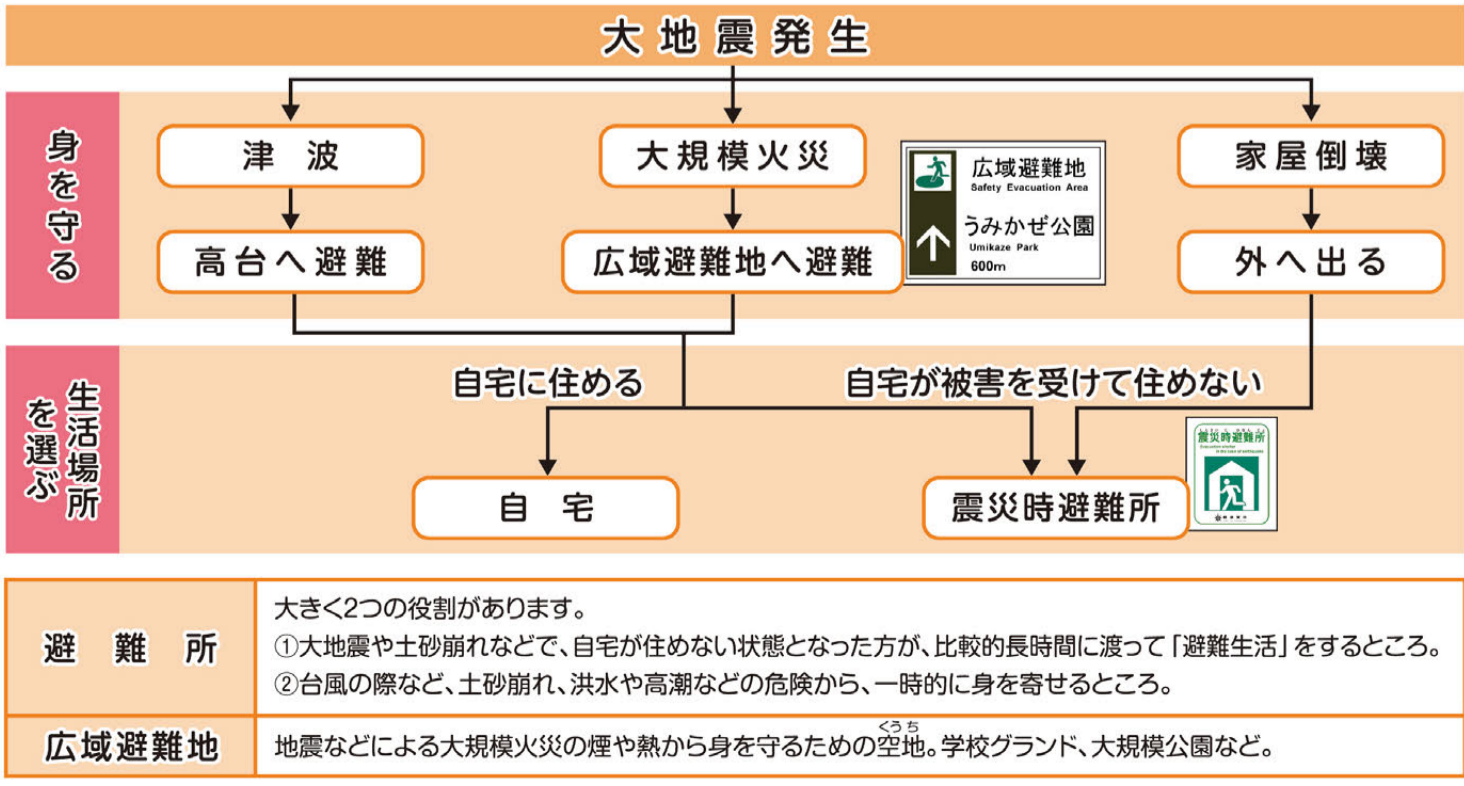 大地震発生
身を守る
津波
大規模火災
家屋倒壊
高台へ避難
広域避難地へ避難
外へ出る
広域避難地
Safety Evacuation Area
うみかぜ公園
Umikaze Park
600m
生活場所
を選ぶ
自宅に住める
自宅が被害を受けて住めない
自宅
震災時避難所
震災時避難所
避難所
大きく2つの役割があります。
①大地震や土砂崩れなどで、自宅が住めない状態となった方が、比較的長時間に渡って「避難生活」をするところ。
②台風の際など、土砂崩れ、洪水や高潮などの危険から、一時的に身を寄せるところ。
広域避難地
くうち
地震などによる大規模火災の煙や熱から身を守るための空地。学校グランド、大規模公園など。